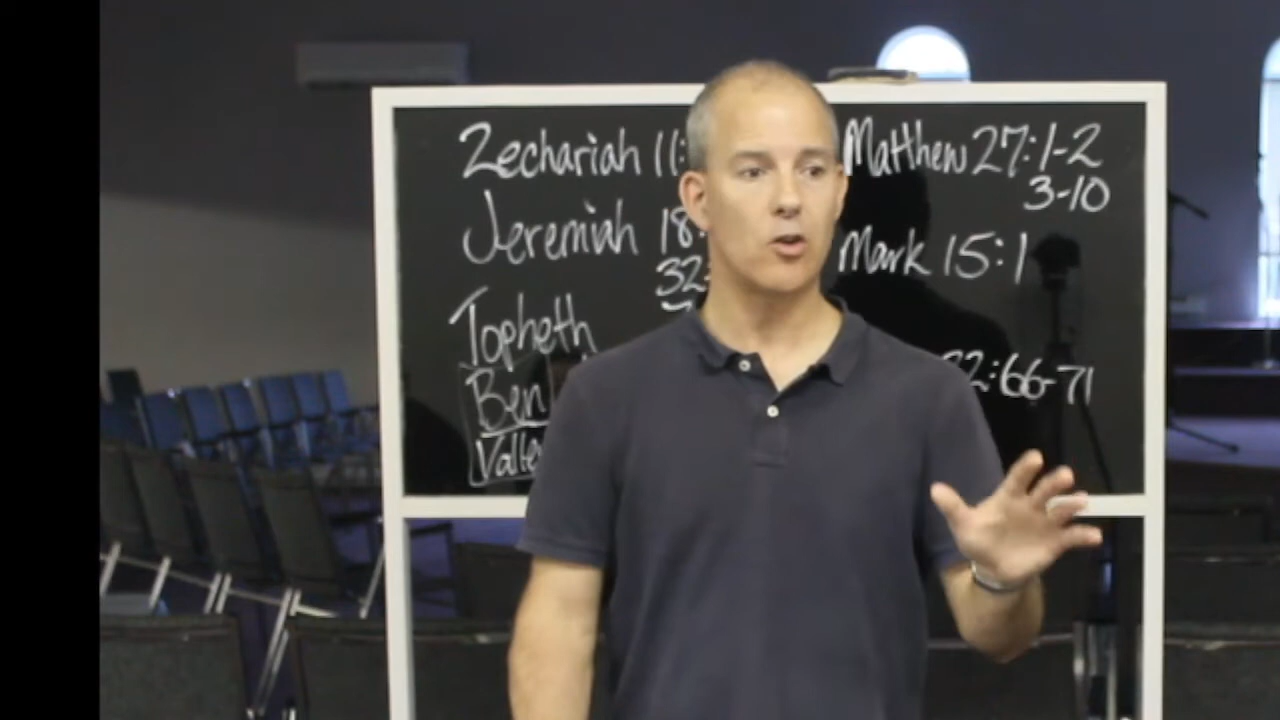 Zechariah 11:
Jeremiah 18:
32:
Topheth
Ben
Valle
Matthew 27:1-2
3-10
Mark 15:1
22:66-71